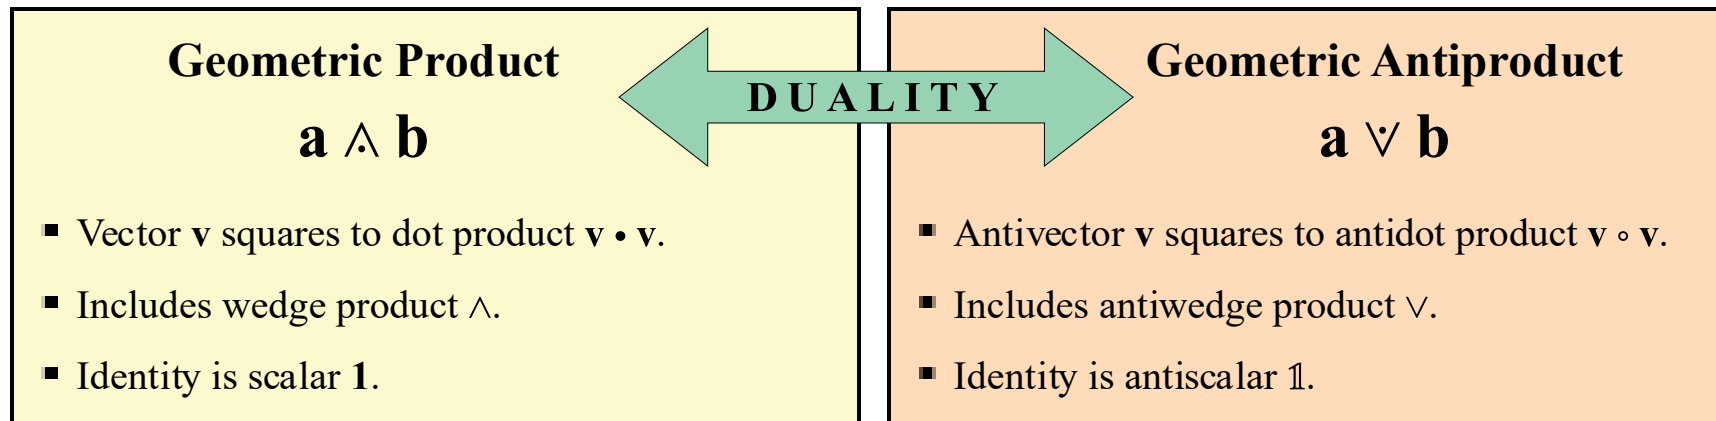 Geometric Product
a ⟑ b
▪ Vector v squares to dot product v • v.
▪ Includes wedge product ∧.
▪ Identity is scalar 1.
DUALITY
Geometric Antiproduct
a ⟇ b
▪ Antivector v squares to antidot product v ∘ v.
▪ Includes antiwedge product ∨.
▪ Identity is antiscalar 𝟙.